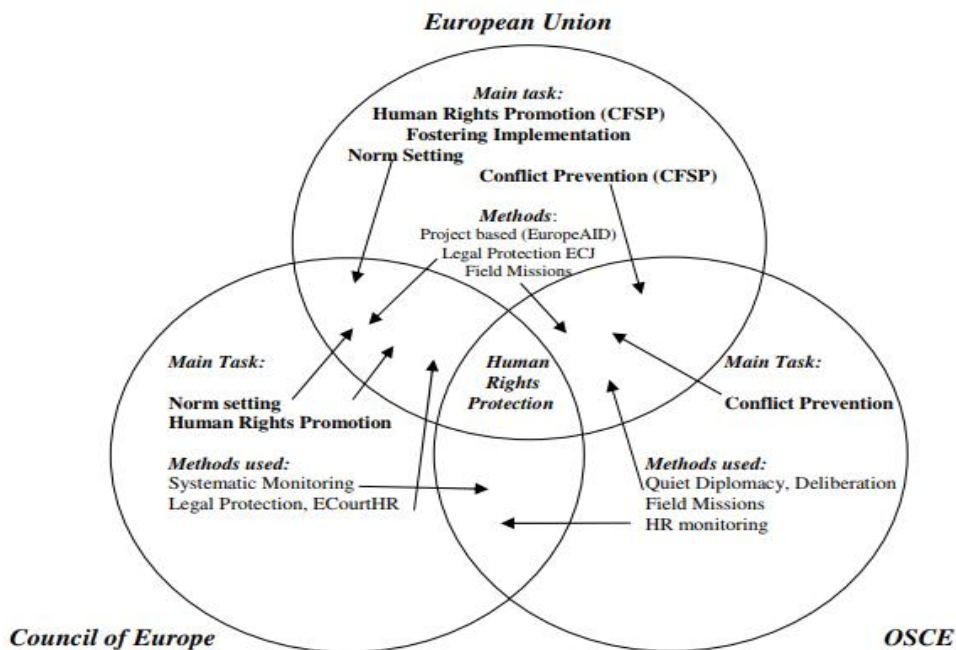 European Union
Main task:
Human Rights Promotion (CFSP)
Fostering Implementation
Norm Setting
Conflict Prevention (CFSP)
Methods:
Project based (EuropeAID)
Legal Protection ECJ
Field Missions
Main Task:
Norm setting
Human Rights Promotion
Methods used:
Systematic Monitoring
Legal Protection, ECourtHR
Human
Rights
Protection
Main Task:
Conflict Prevention
Methods used:
Quiet Diplomacy, Deliberation
Field Missions
HR monitoring
Council of Europe
OSCE